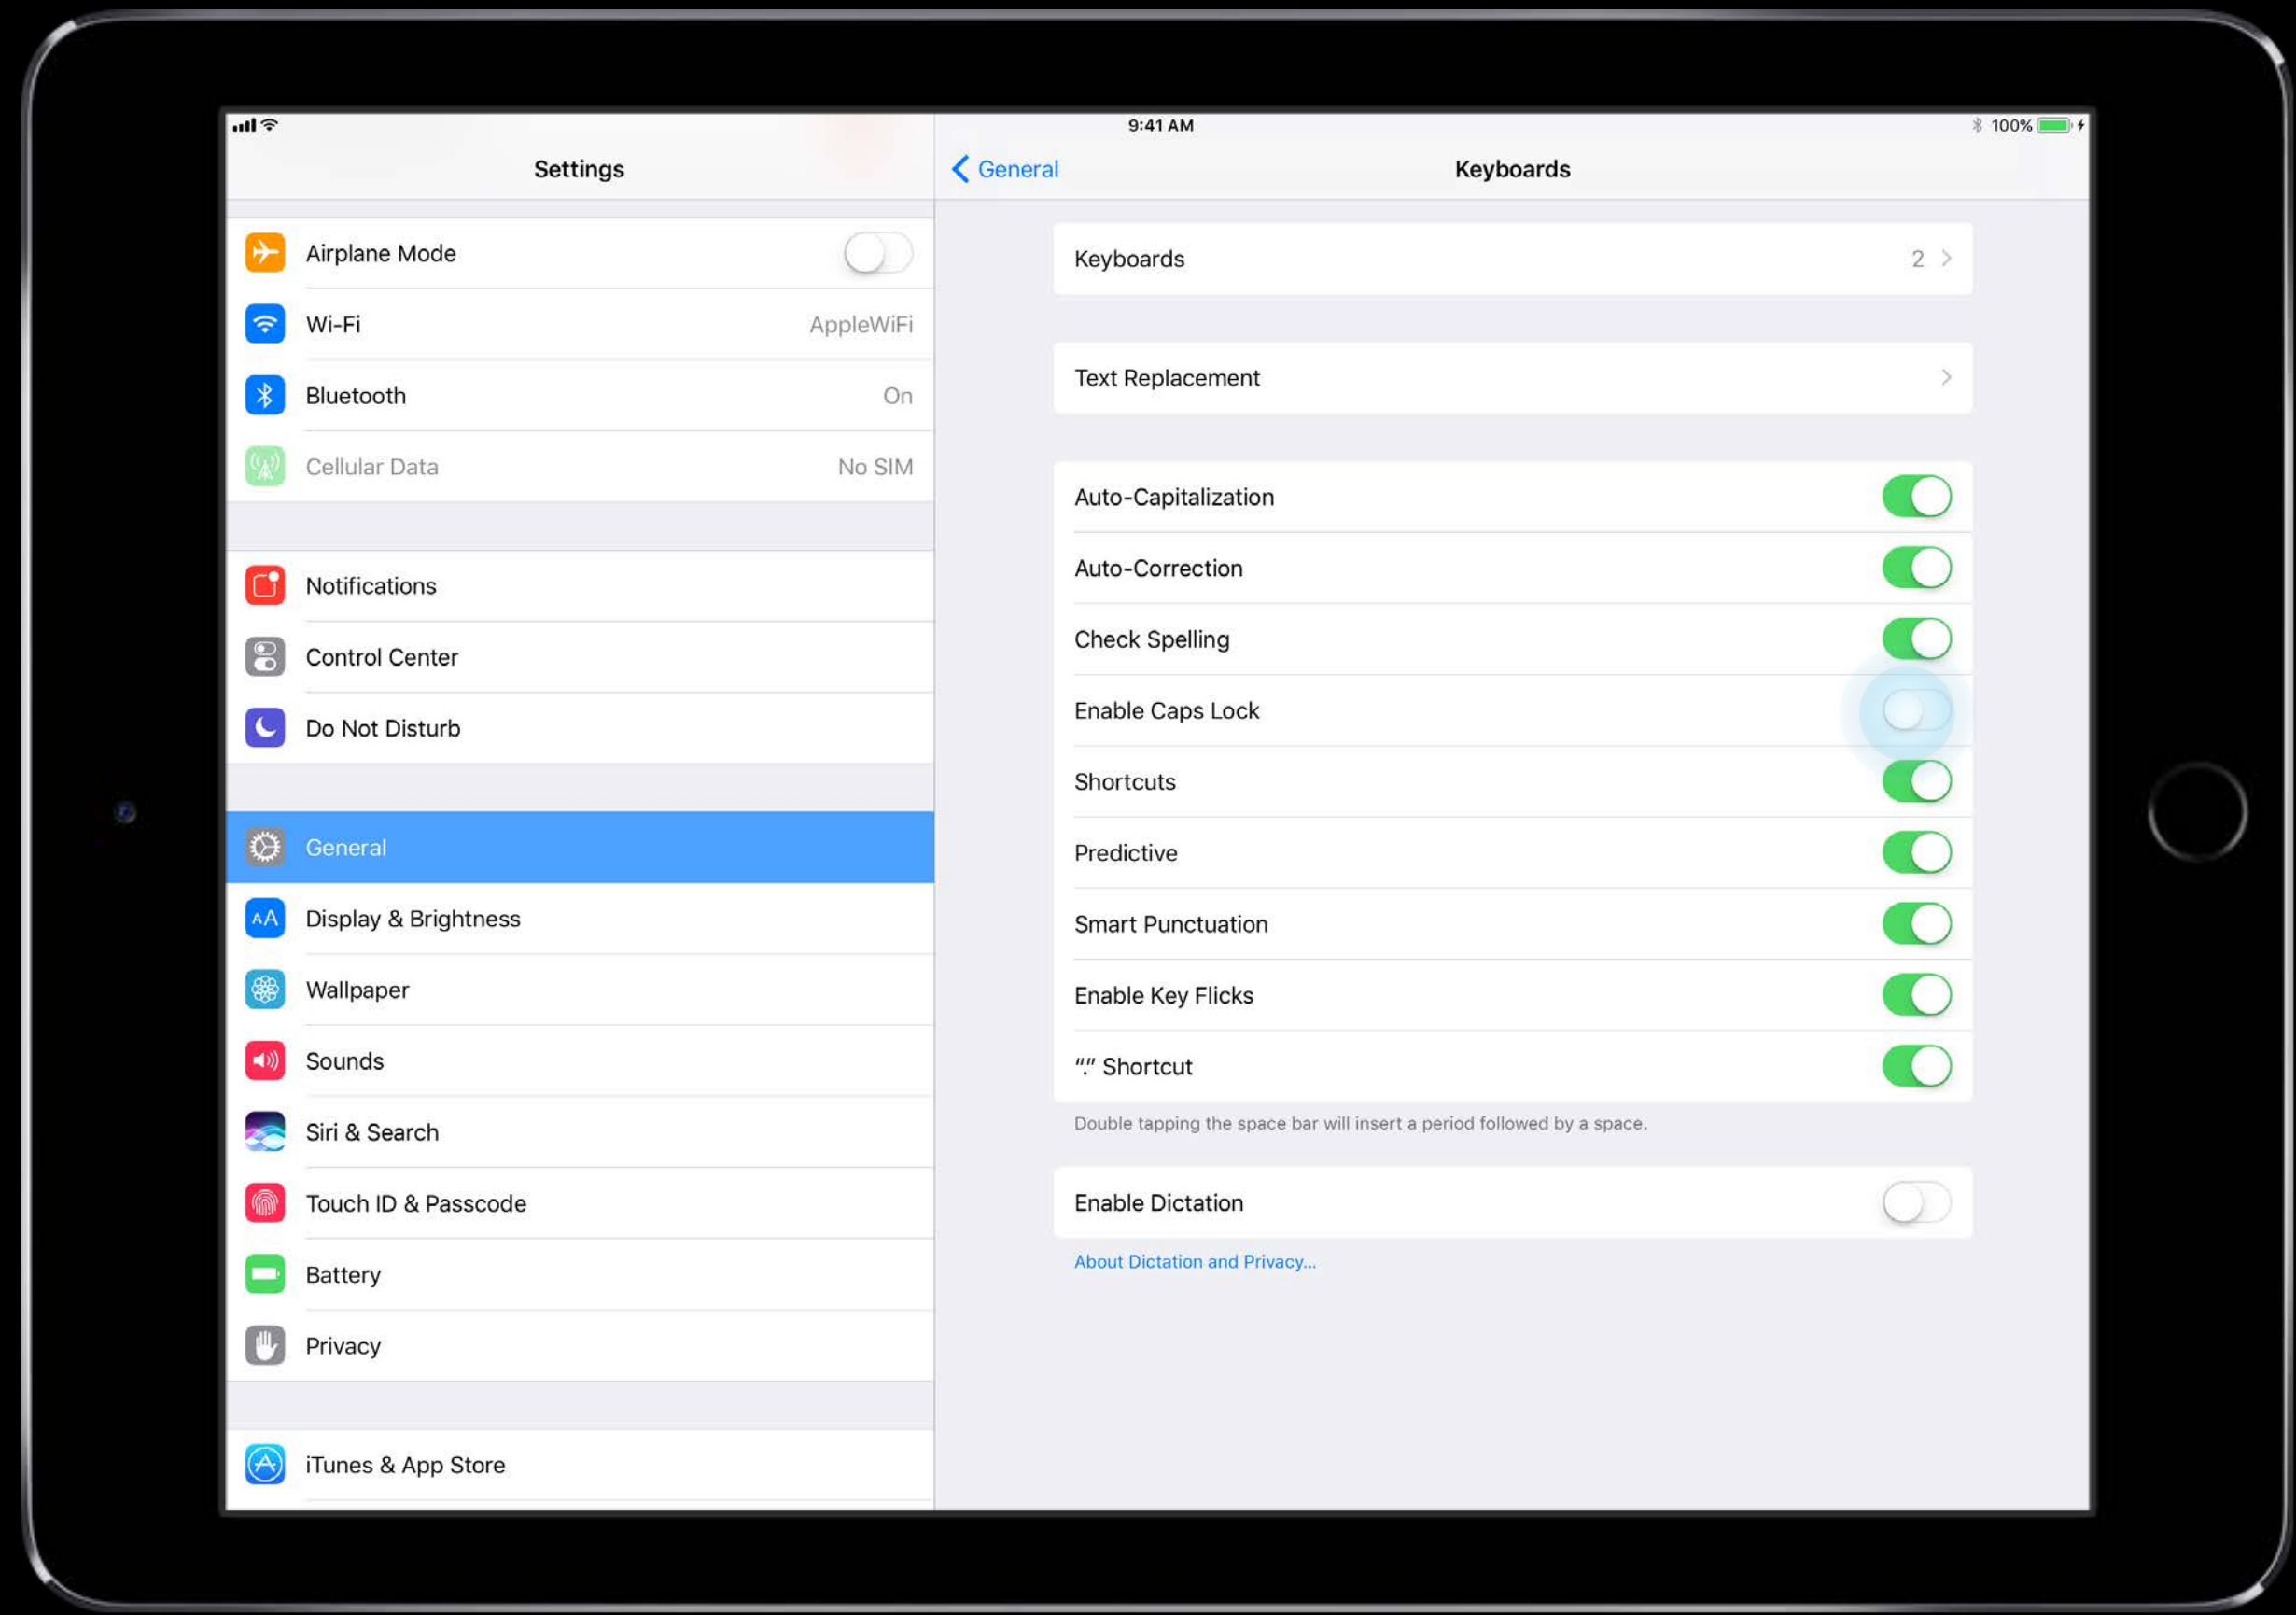 9:41 AM
100%
Settings
General
Keyboards
Airplane Mode
Wi-Fi
AppleWiFi
Bluetooth
On
Cellular Data
No SIM
Notifications
Control Center
Do Not Disturb
General
AA
Display & Brightness
Wallpaper
Sounds
Siri & Search
Touch ID & Passcode
Battery
Privacy
iTunes & App Store
Keyboards
2
Text Replacement
Auto-Capitalization
Auto-Correction
Check Spelling
Enable Caps Lock
Shortcuts
Predictive
Smart Punctuation
Enable Key Flicks
“.” Shortcut
Double tapping the space bar will insert a period followed by a space.
Enable Dictation
About Dictation and Privacy...